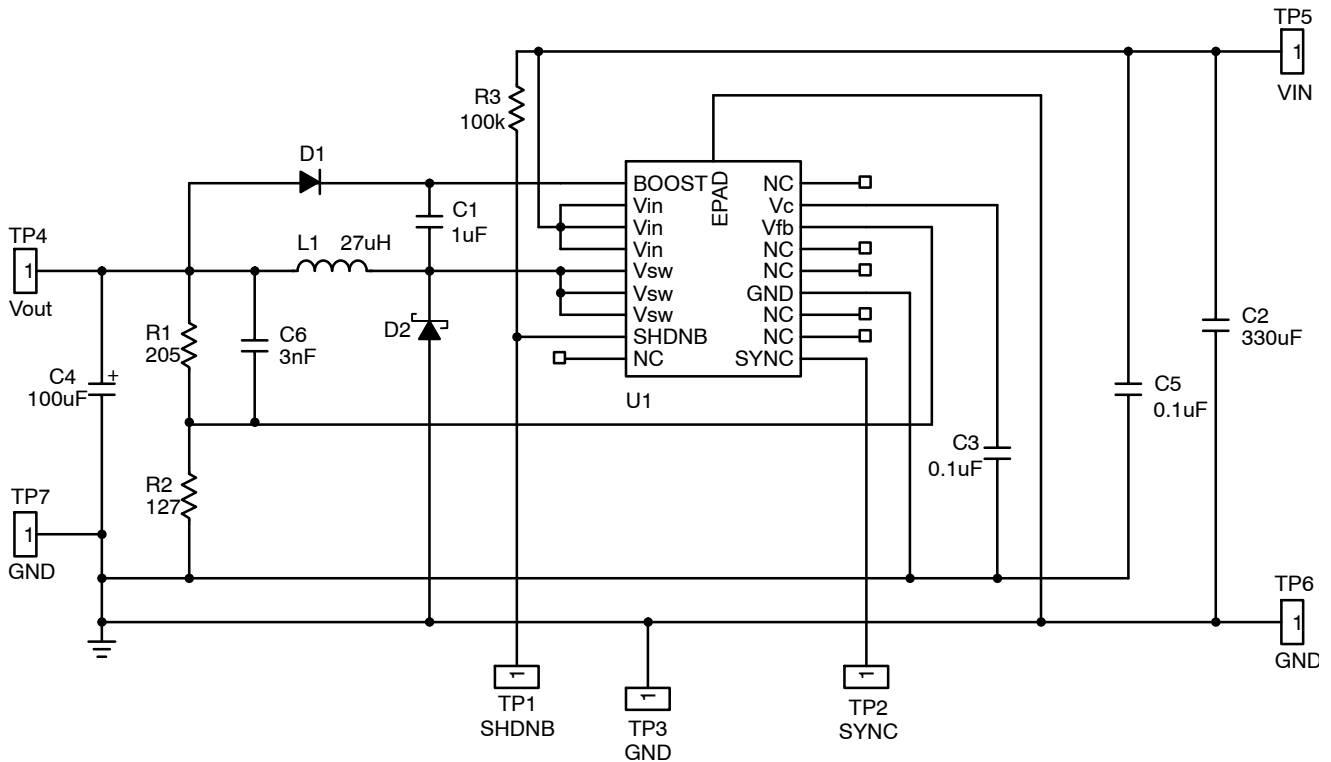 TP5
1
VIN
R3
100k
D1
BOOST
Vin
Vin
Vin
Vsw
Vsw
Vsw
SHDNB
NC
EPAD
NC
Vc
Vfb
NC
NC
GND
NC
NC
SYNC
U1
C1
1uF
TP4
1
Vout
L1 27uH
R1
205
C6
3nF
D2
C4
+
100uF
C2
330uF
C5
0.1uF
C3
0.1uF
R2
127
TP7
1
GND
TP6
1
GND
1
TP1
SHDNB
1
TP3
GND
1
TP2
SYNC